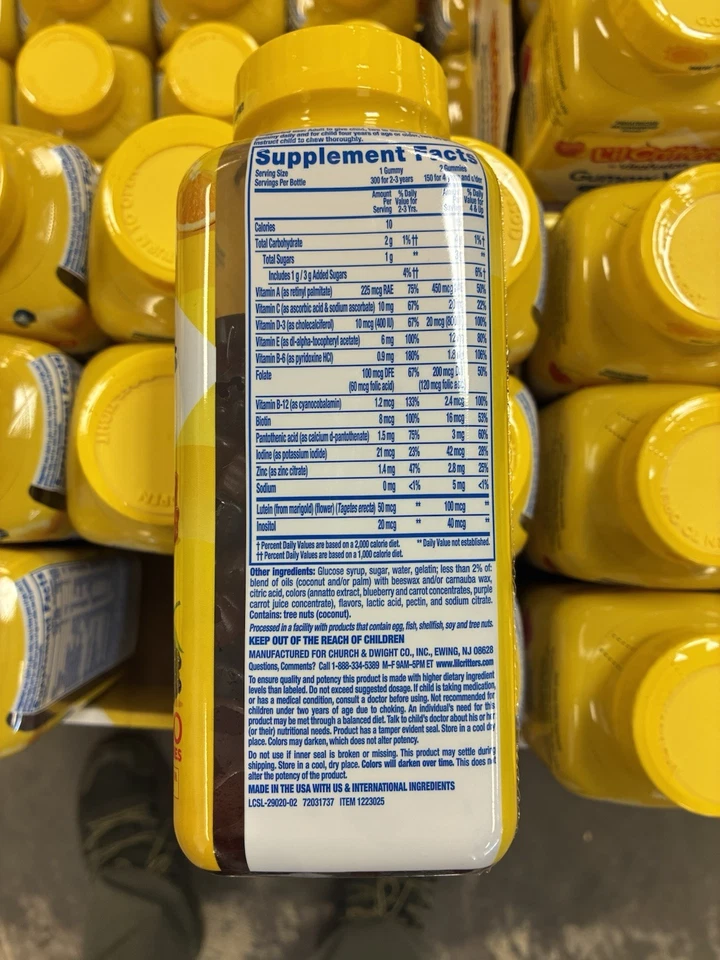 instruct child to chew thoroughly.
Supplement Facts
Serving Size 1 Gummy
Servings Per Bottle 300 for 2-3 years 150 for
Amount Per Serving % Daily Value for 2-3 Yrs. % Daily Value for 4 & Up
Calories 10
Total Carbohydrate 2 g 1%†† 1%†
Total Sugars 1 g **
Includes 1 g / 3 g Added Sugars 4%†† 6%†
Vitamin A (as retinyl palmitate) 225 mcg RAE 75% 450 mcg 50%
Vitamin C (as ascorbic acid & sodium ascorbate) 10 mg 67% 22%
Vitamin D-3 (as cholecalciferol) 10 mcg (400 IU) 67% 20 mcg 100%
Vitamin E (as dl-alpha-tocopheryl acetate) 6 mg 100% 80%
Vitamin B-6 (as pyridoxine HCl) 0.9 mg 180% 106%
Folate 100 mcg DFE 67% 200 mcg 50%
(60 mcg folic acid) (120 mcg folic
Vitamin B-12 (as cyanocobalamin) 1.2 mcg 133% 2.4 mcg 100%
Biotin 8 mcg 100% 16 mcg 53%
Pantothenic acid (as calcium d-pantothenate) 1.5 mg 75% 3 mg 60%
Iodine (as potassium iodide) 21 mcg 23% 42 mcg 28%
Zinc (as zinc citrate) 1.4 mg 47% 2.8 mg 25%
Sodium 0 mg <1% 5 mg <1%
Lutein (from marigold) (flower) (Tagetes erecta) 50 mcg ** 100 mcg **
Inositol 20 mcg ** 40 mcg **
† Percent Daily Values are based on a 2,000 calorie diet. ** Daily Value not established.
†† Percent Daily Values are based on a 1,000 calorie diet.
Other ingredients: Glucose syrup, sugar, water, gelatin; less than 2% of:
blend of oils (coconut and/or palm) with beeswax and/or carnauba wax,
citric acid, colors (annatto extract, blueberry and carrot concentrates, purple
carrot juice concentrate), flavors, lactic acid, pectin, and sodium citrate.
Contains: tree nuts (coconut).
Processed in a facility with products that contain egg, fish, shellfish, soy and tree nuts.
KEEP OUT OF THE REACH OF CHILDREN
MANUFACTURED FOR CHURCH & DWIGHT CO., INC., EWING, NJ 08628
Questions, Comments? Call 1-888-334-5389 M-F 9AM-5PM ET www.lilcritters.com
To ensure quality and potency this product is made with higher dietary ingredient
levels than labeled. Do not exceed suggested dosage. If child is taking medication,
or has a medical condition, consult a doctor before using. Not recommended for
children under two years of age due to choking. An individual's need for this
product may be met through a balanced diet. Talk to child's doctor about his or her
(or their) nutritional needs. Product has a tamper evident seal. Store in a cool dry
place. Colors may darken, which does not alter potency.
Do not use if inner seal is broken or missing. This product may settle during
shipping. Store in a cool, dry place. Colors will darken over time. This does not
alter the potency of the product.
MADE IN THE USA WITH US & INTERNATIONAL INGREDIENTS
LCSL-29020-02 72031737 ITEM 1223025